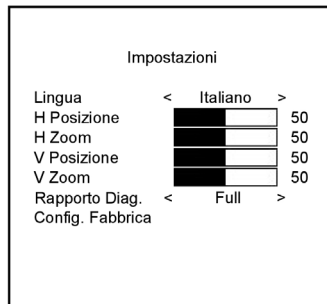 Impostazioni
Lingua < Italiano >
H Posizione 50
H Zoom 50
V Posizione 50
V Zoom 50
Rapporto Diag. < Full >
Config. Fabbrica